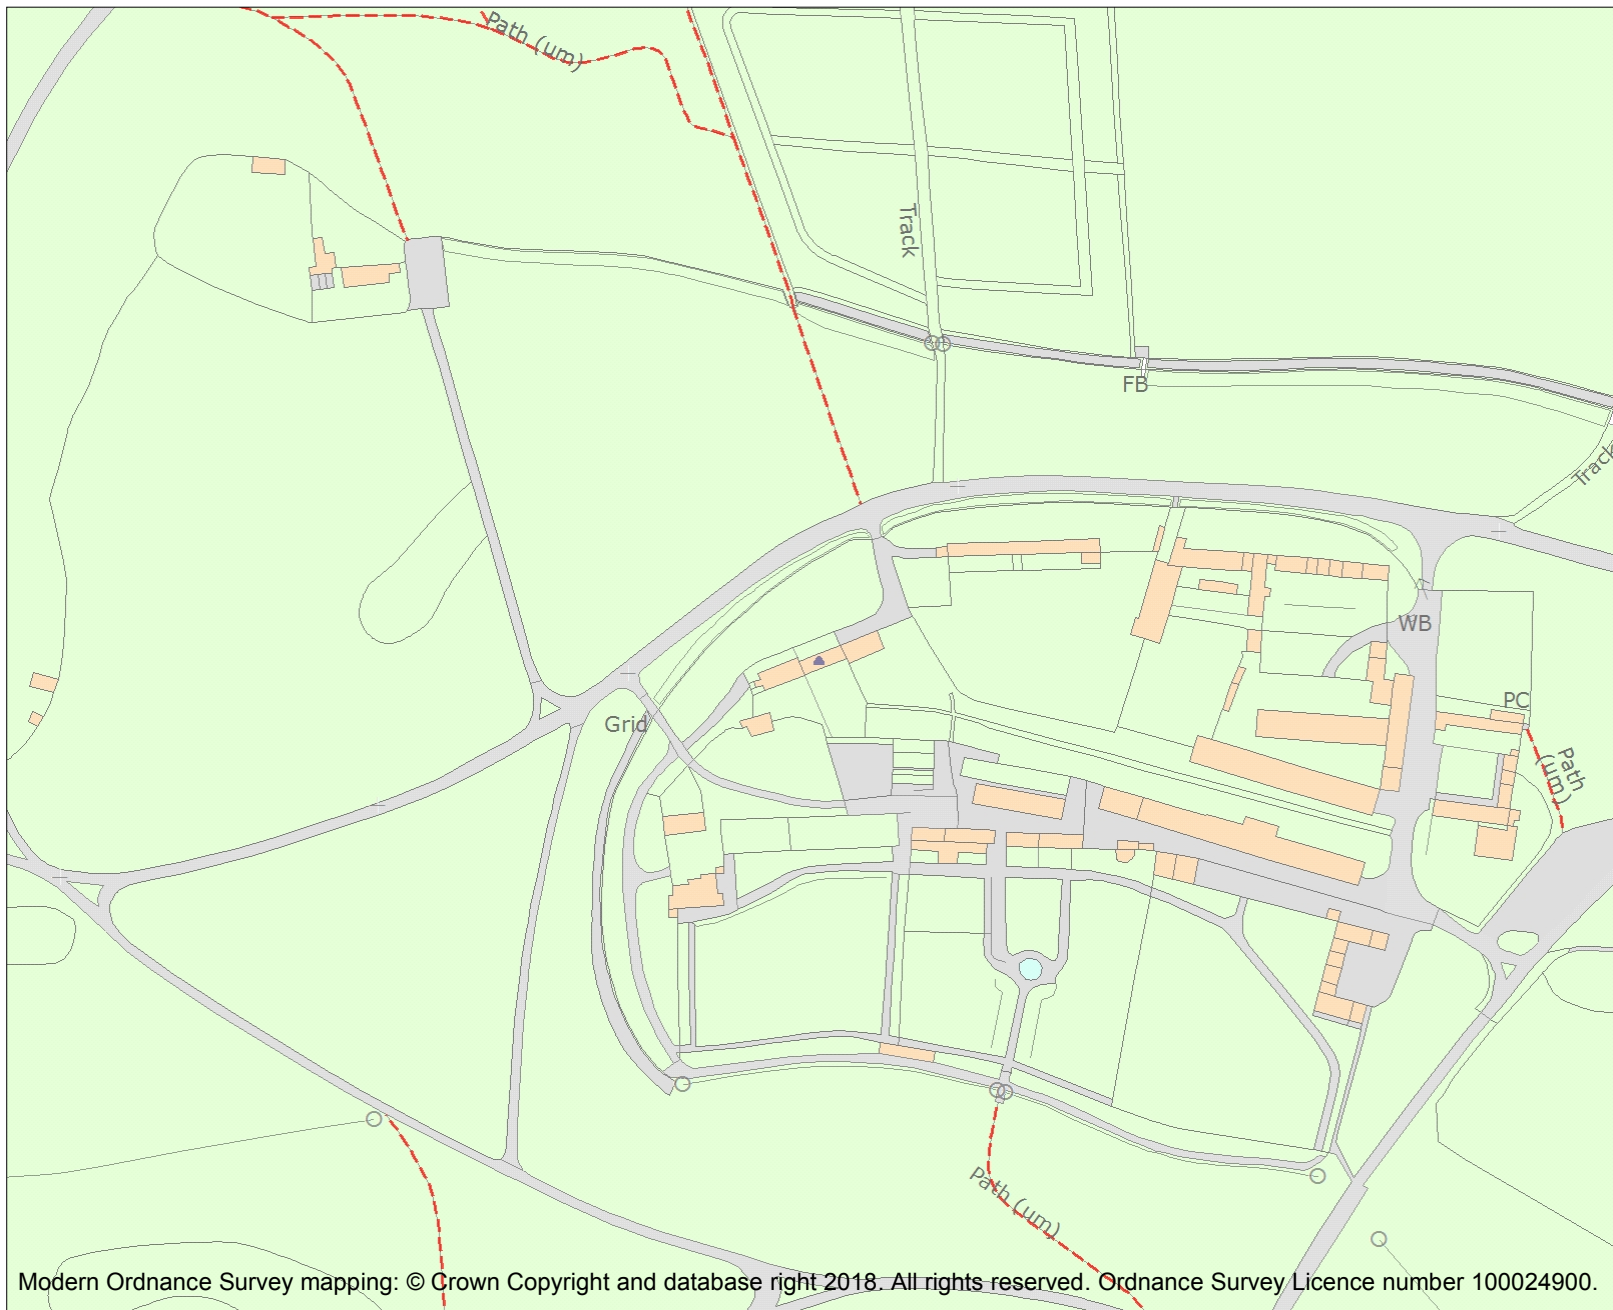 Path (um)
Track
FB
Track
WB
PC
Grid
Path
(um)
Path (um)
Modern Ordnance Survey mapping: © Crown Copyright and database right 2018. All rights reserved. Ordnance Survey Licence number 100024900.